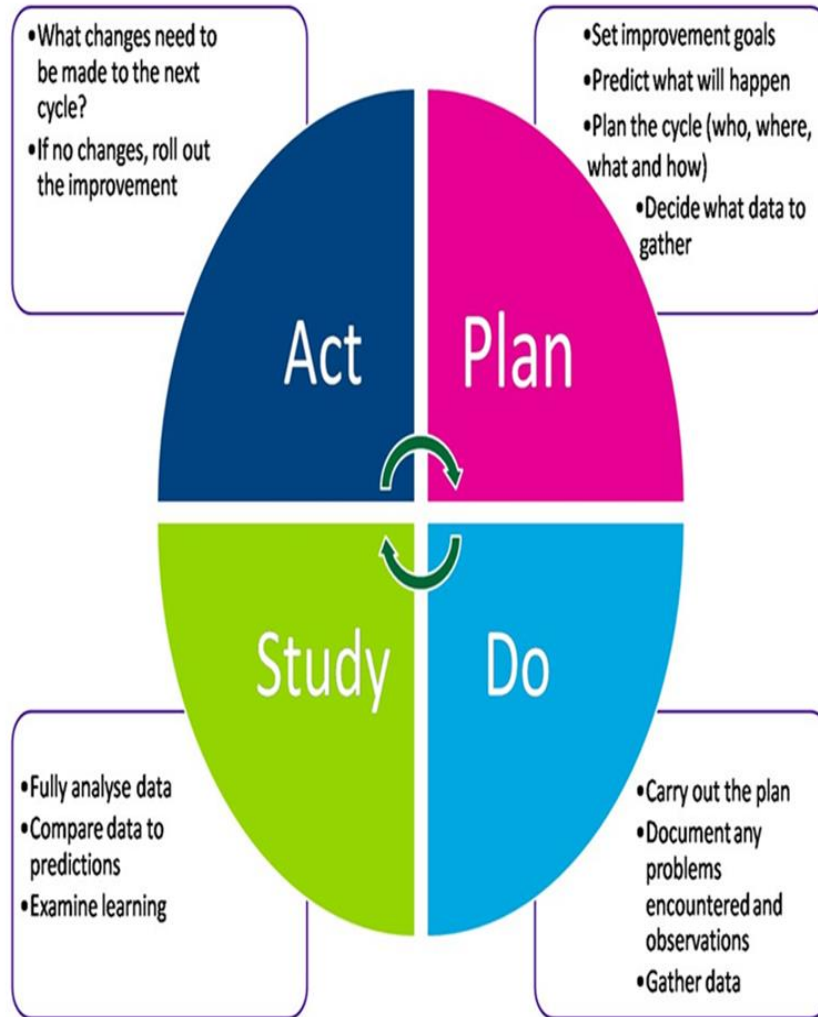 •What changes need to
be made to the next
cycle?
•If no changes, roll out
the improvement
•Set improvement goals
•Predict what will happen
•Plan the cycle (who, where,
what and how)
•Decide what data to
gather
Act
Plan
Study
Do
•Fully analyse data
•Compare data to
predictions
•Examine learning
•Carry out the plan
•Document any
problems
encountered and
observations
•Gather data